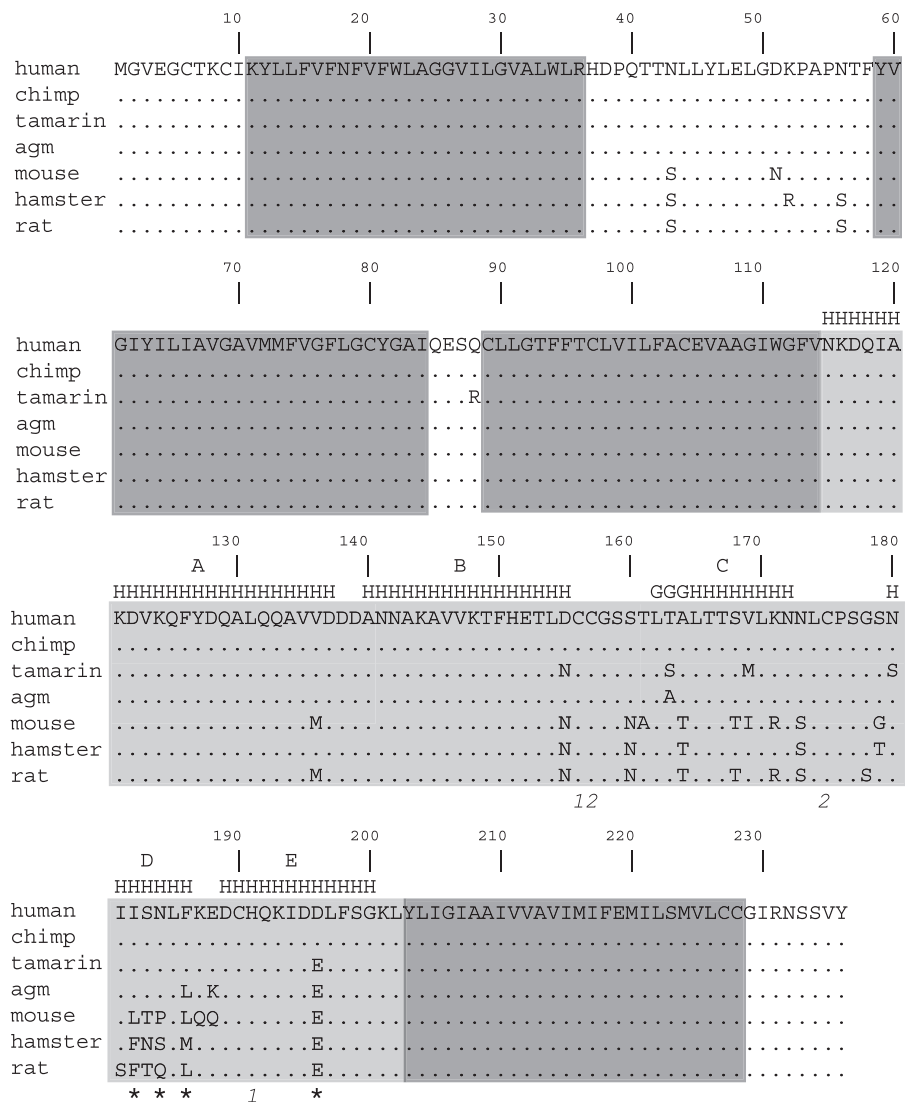 10 20 30 40 50 60
human MGVEGCTKCIKYLLFVFNFVFWLAGGVILGVALWLRHDPQTTNLLYLELGDKPAPNTFYV
chimp ............................................................
tamarin ............................................................
agm ............................................................
mouse ..........................................S.......N.........
hamster ..........................................S........R...S....
rat ..........................................S............S....
70 80 90 100 110 120
HHHHHH
human GIYILIAVGAVMMFVGFLGCYGAIQESQCLLGTFFTCLVILFACEVAAGIWGFVNKDQIA
chimp ............................................................
tamarin ...........................R................................
agm ............................................................
mouse ............................................................
hamster ............................................................
rat ............................................................
130 140 150 160 170 180
A B C
HHHHHHHHHHHHHHHHH HHHHHHHHHHHHHHHH GGGHHHHHHHH H
human KDVKQFYDQALQQAVVDDDANNAKAVVKTFHETLDCCGSSTLTALTTSVLKNNLCPSGSN
chimp ............................................................
tamarin ..................................N.......S.....M..........S
agm ..........................................A.................
mouse ...............M..................N....NA..T...TI.R.S.....G.
hamster ..................................N....N...T........S.....T.
rat ...............M..................N....N...T...T..R.S....S..
12 2
190 200 210 220 230
D E
HHHHHH HHHHHHHHHHHH
human IISNLFKEDCHQKIDDLFSGKLYLIGIAAIVVAVIMIFEMILSMVLCCGIRNSSVY
chimp ........................................................
tamarin ...............E........................................
agm .....L.K.......E........................................
mouse .LTP.LQQ.......E........................................
hamster .FNS.M.........E........................................
rat SFTQ.L.........E........................................
* * * 1 *